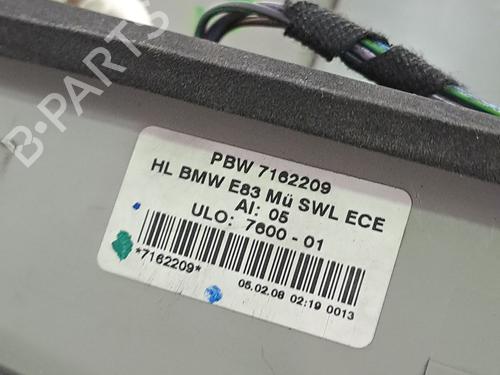 B-PARTS
PBW 7162209
HL BMW E83 Mü SWL ECE
AI: 05
ULO: 7600 - 01
*7162209*
05.02.08 02:19 0013